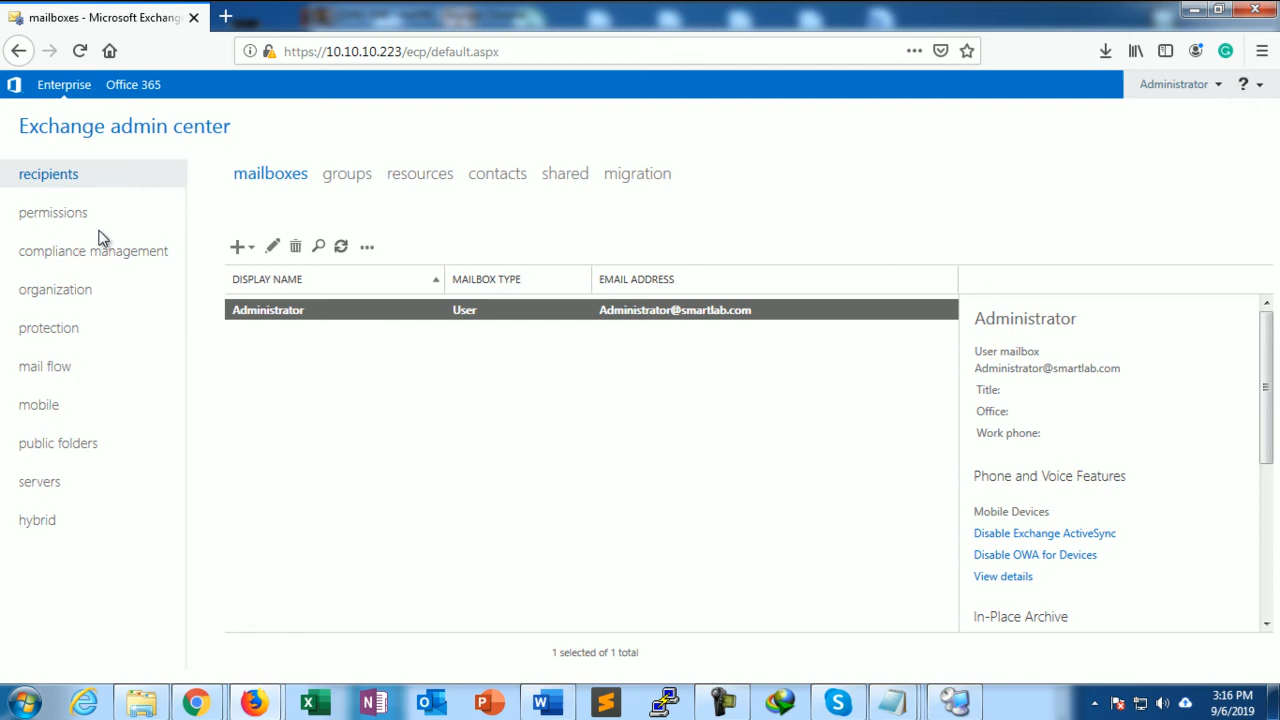 mailboxes - Microsoft Exchange
https://10.10.10.223/ecp/default.aspx
Enterprise Office 365
Administrator ?
Exchange admin center
recipients
permissions
compliance management
organization
protection
mail flow
mobile
public folders
servers
hybrid
mailboxes groups resources contacts shared migration
DISPLAY NAME MAILBOX TYPE EMAIL ADDRESS
Administrator User Administrator@smartlab.com
Administrator
User mailbox
Administrator@smartlab.com
Title:
Office:
Work phone:
Phone and Voice Features
Mobile Devices
Disable Exchange ActiveSync
Disable OWA for Devices
View details
In-Place Archive
1 selected of 1 total
3:16 PM
9/6/2019